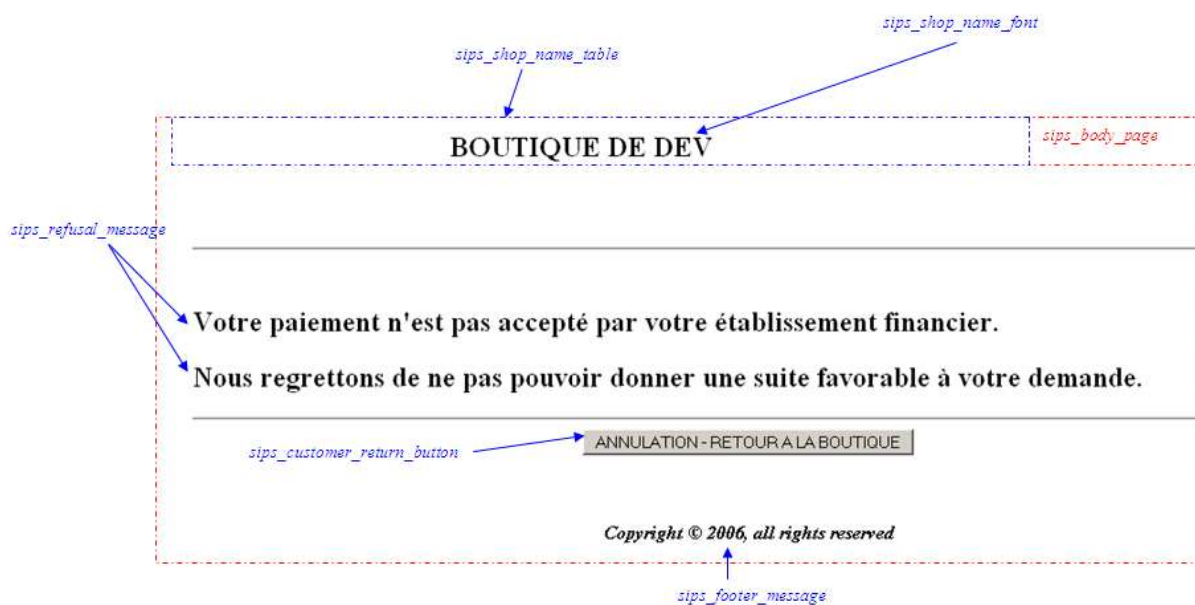 sips_shop_name_font
sips_shop_name_table
BOUTIQUE DE DEV
sips_body_page
sips_refusal_message
Votre paiement n'est pas accepté par votre établissement financier.
Nous regrettons de ne pas pouvoir donner une suite favorable à votre demande.
ANNULATION - RETOUR A LA BOUTIQUE
sips_customer_return_button
Copyright © 2006, all rights reserved
sips_footer_message